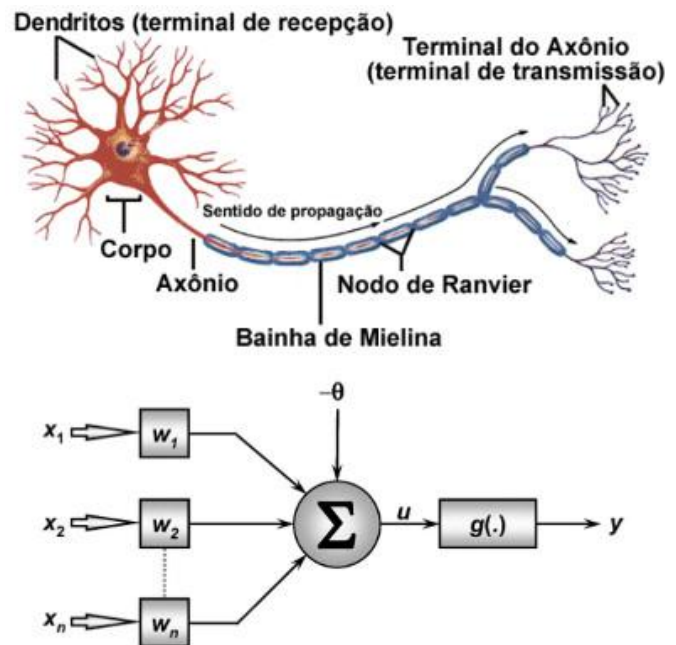 Dendritos (terminal de recepção)
Terminal do Axônio
(terminal de transmissão)
Sentido de propagação
Corpo
Axônio
Nodo de Ranvier
Bainha de Mielina
−θ
x1
w1
x2
w2
Σ
u
g(.)
y
xn
wn